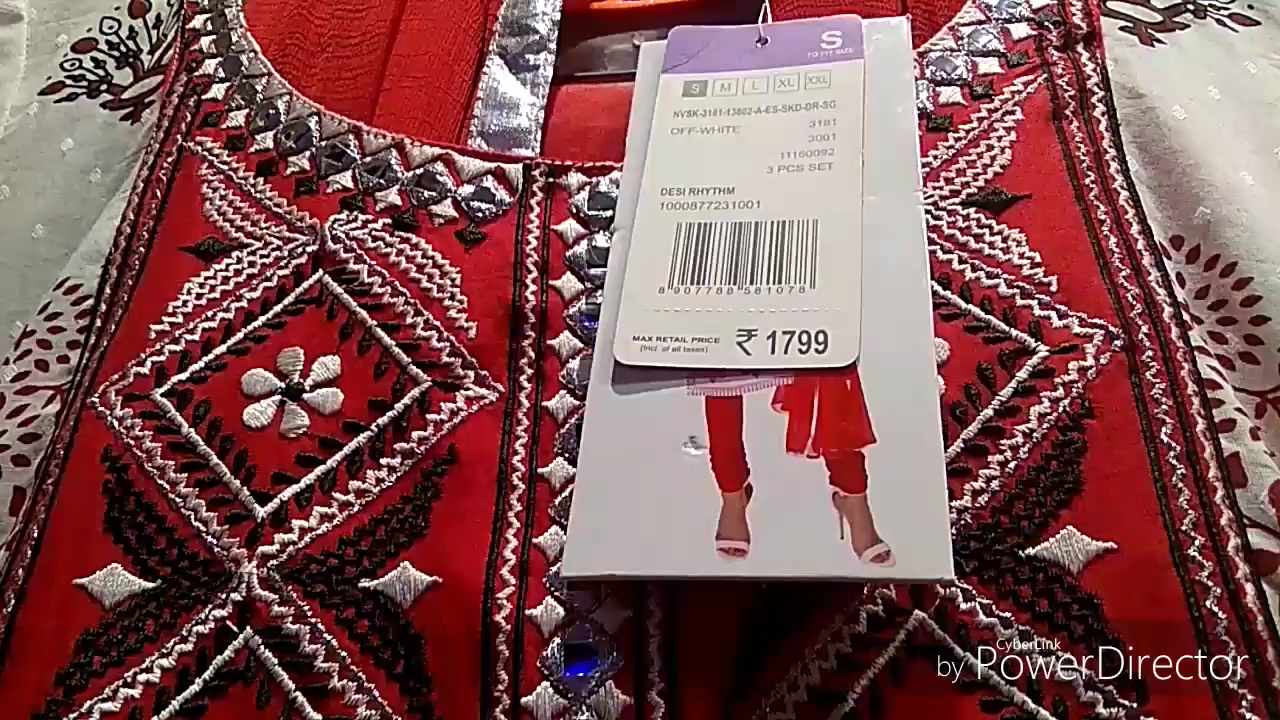 S
TO FIT SIZE
S M L XL XXL
NVSK-3181-13802-A-ES-SKD-DR-SG
OFF-WHITE 3181
3001
11160092
3 PCS SET
DESI RHYTHM
1000877231001
8 907788 581078
MAX RETAIL PRICE ₹ 1799
(Incl. of all taxes)
CyberLink
by PowerDirector